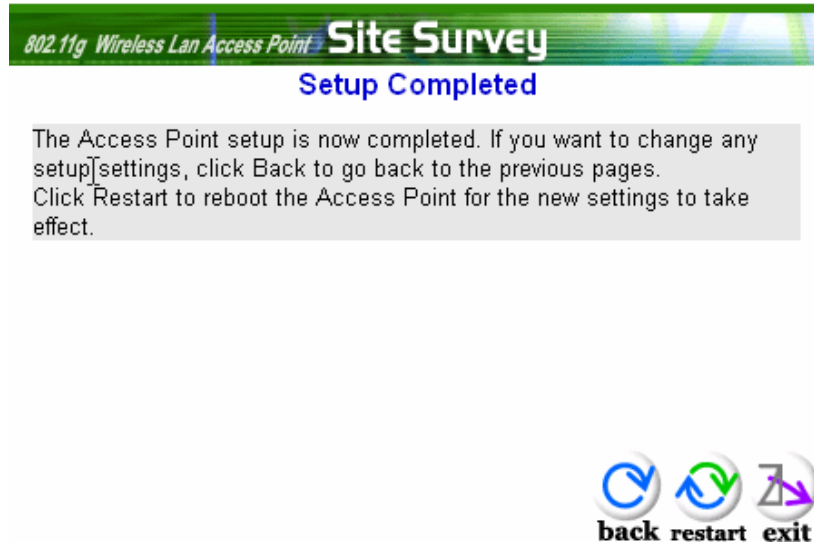 802.11g Wireless Lan Access Point Site Survey
Setup Completed
The Access Point setup is now completed. If you want to change any
setup settings, click Back to go back to the previous pages.
Click Restart to reboot the Access Point for the new settings to take
effect.
back restart exit